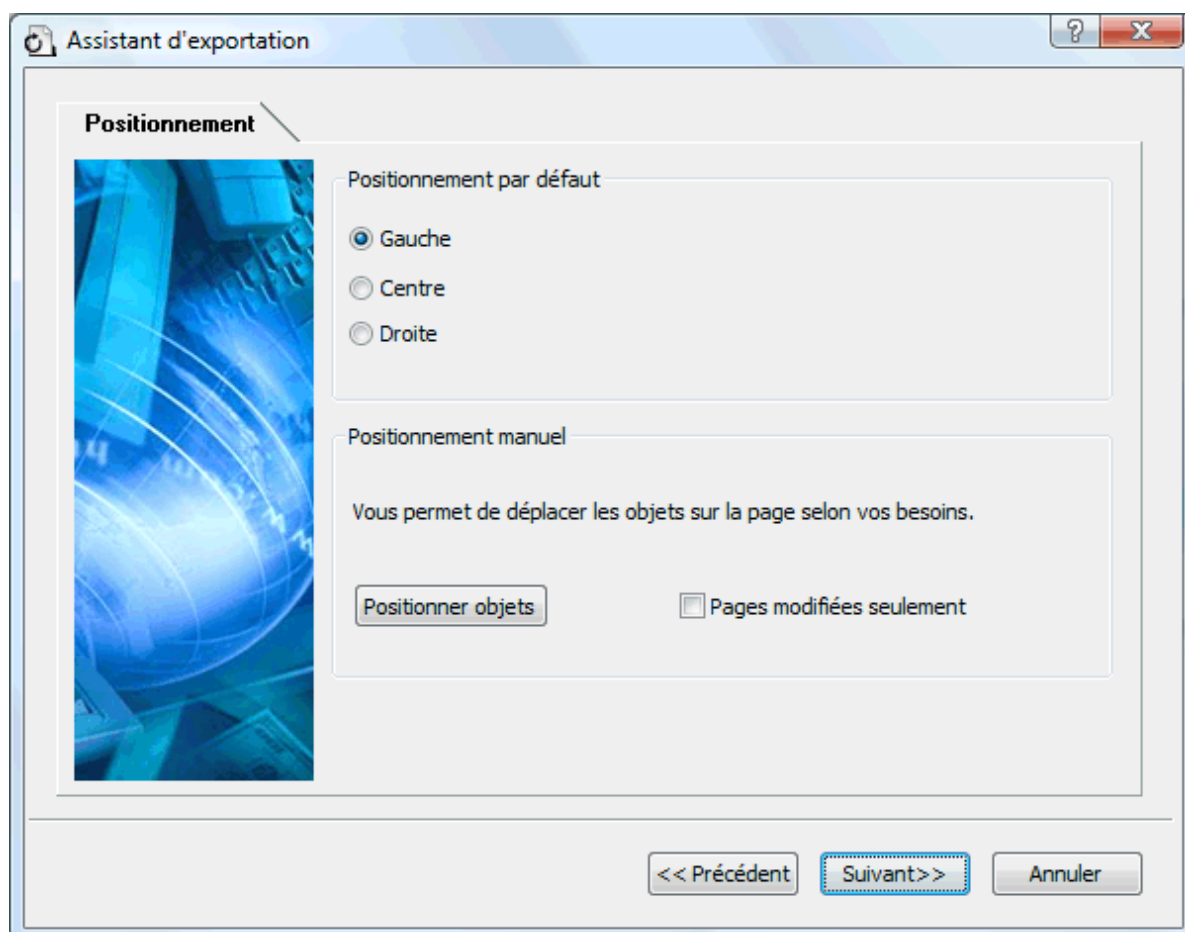 Assistant d'exportation
Positionnement
Positionnement par défaut
Gauche
Centre
Droite
Positionnement manuel
Vous permet de déplacer les objets sur la page selon vos besoins.
Positionner objets
Pages modifiées seulement
<< Précédent
Suivant>>
Annuler